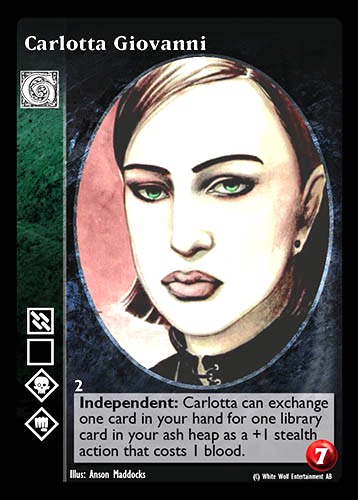 Carlotta Giovanni
2
Independent: Carlotta can exchange
one card in your hand for one library
card in your ash heap as a +1 stealth
action that costs 1 blood.
7
Illus: Anson Maddocks
(C) White Wolf Entertainment AB